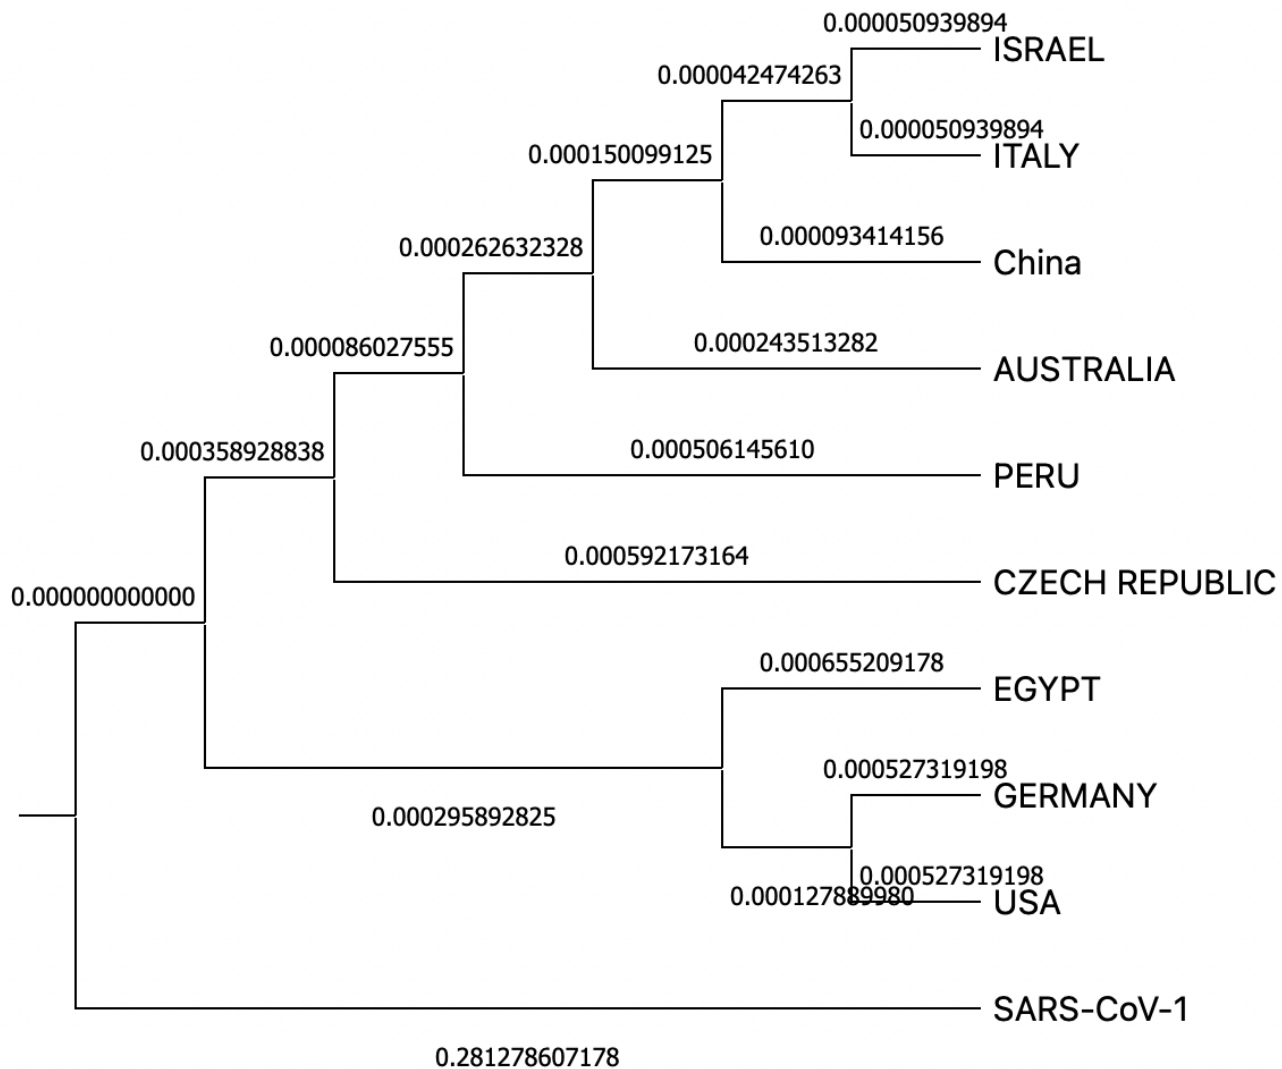 0.000050939894
ISRAEL
0.000042474263
0.000050939894
ITALY
0.000150099125
0.000093414156
China
0.000262632328
0.000243513282
AUSTRALIA
0.000086027555
0.000506145610
PERU
0.000358928838
0.000592173164
CZECH REPUBLIC
0.000000000000
0.000655209178
EGYPT
0.000527319198
GERMANY
0.000295892825
0.000527319198
0.000127889980
USA
SARS-CoV-1
0.281278607178